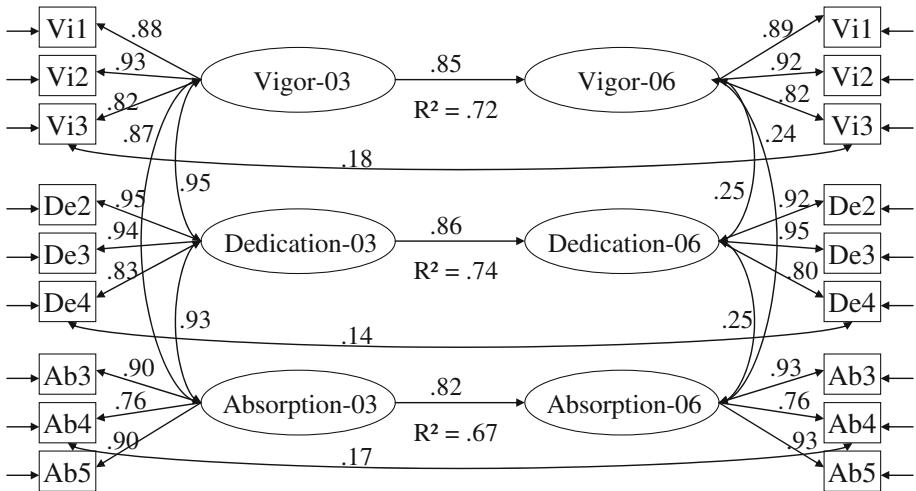 Vi1 .88 .89 Vi1
Vi2 .93 Vigor-03 .85 Vigor-06 .92 Vi2
Vi3 .82 R² = .72 .82 Vi3
.87 .24
.18
.95 .25
De2 .95 .92 De2
De3 .94 Dedication-03 .86 Dedication-06 .95 De3
De4 .83 R² = .74 .80 De4
.93 .25
.14
Ab3 .90 .93 Ab3
Ab4 .76 Absorption-03 .82 Absorption-06 .76 Ab4
.90 R² = .67 .93
.17
Ab5 Ab5